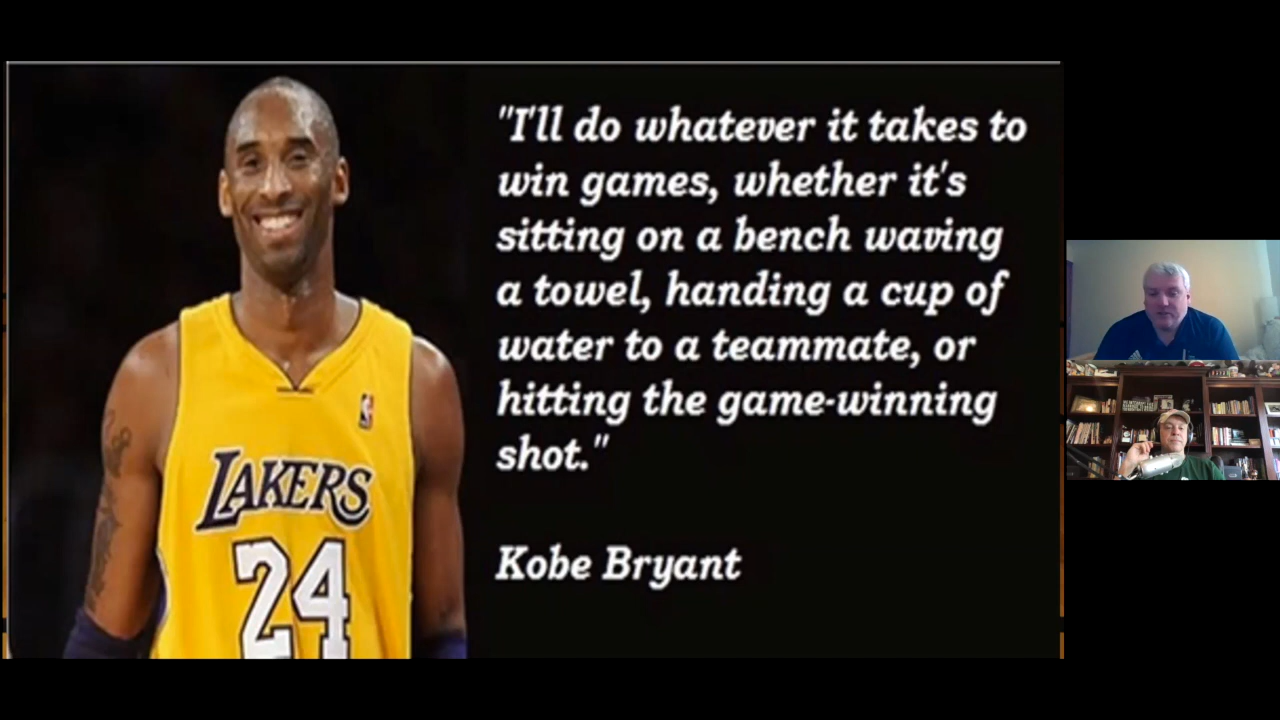 "I'll do whatever it takes to
win games, whether it's
sitting on a bench waving
a towel, handing a cup of
water to a teammate, or
hitting the game-winning
shot."
Kobe Bryant
LAKERS
24